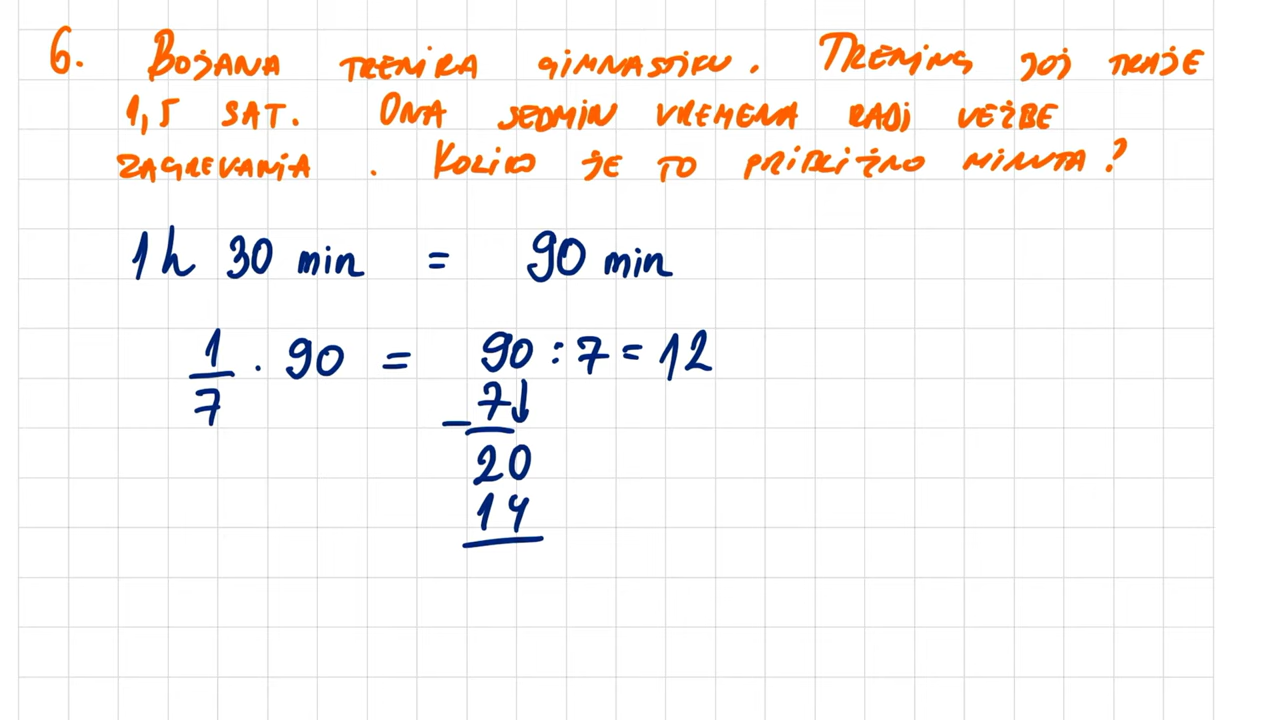 6. BOJANA TRENIRA GIMNASTIKU. TRENING JOJ TRAJE
1,5 SAT. ONA SEDMINU VREMENA RADI VEŽBE
ZAGREVANJA. KOLIKO JE TO PRIBLIŽNO MINUTA?
1h 30 min = 90 min
1/7 · 90 = 90 : 7 = 12
- 7↓
20
14